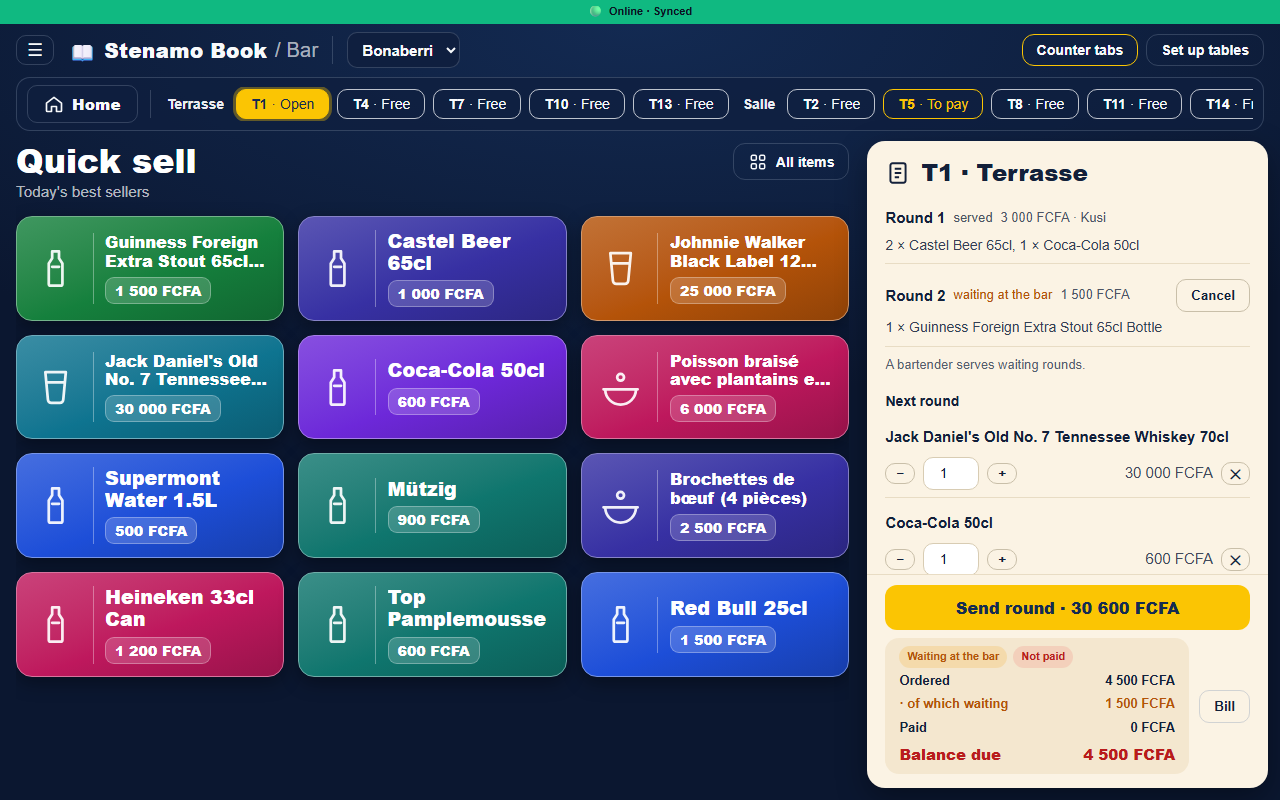 Online · Synced
☰ 📖 Stenamo Book / Bar Bonaberri Counter tabs Set up tables
Home Terrasse T1 · Open T4 · Free T7 · Free T10 · Free T13 · Free Salle T2 · Free T5 · To pay T8 · Free T11 · Free T14 · Fr
Quick sell
Today's best sellers
All items
Guinness Foreign
Extra Stout 65cl...
1 500 FCFA
Castel Beer
65cl
1 000 FCFA
Johnnie Walker
Black Label 12...
25 000 FCFA
Jack Daniel's Old
No. 7 Tennessee...
30 000 FCFA
Coca-Cola 50cl
600 FCFA
Poisson braisé
avec plantains e...
6 000 FCFA
Supermont
Water 1.5L
500 FCFA
Mützig
900 FCFA
Brochettes de
bœuf (4 pièces)
2 500 FCFA
Heineken 33cl
Can
1 200 FCFA
Top
Pamplemousse
600 FCFA
Red Bull 25cl
1 500 FCFA
T1 · Terrasse
Round 1 served 3 000 FCFA · Kusi
2 × Castel Beer 65cl, 1 × Coca-Cola 50cl
Round 2 waiting at the bar 1 500 FCFA Cancel
1 × Guinness Foreign Extra Stout 65cl Bottle
A bartender serves waiting rounds.
Next round
Jack Daniel's Old No. 7 Tennessee Whiskey 70cl
− 1 + 30 000 FCFA ×
Coca-Cola 50cl
− 1 + 600 FCFA ×
Send round · 30 600 FCFA
Waiting at the bar Not paid
Ordered 4 500 FCFA
· of which waiting 1 500 FCFA
Paid 0 FCFA
Balance due 4 500 FCFA
Bill